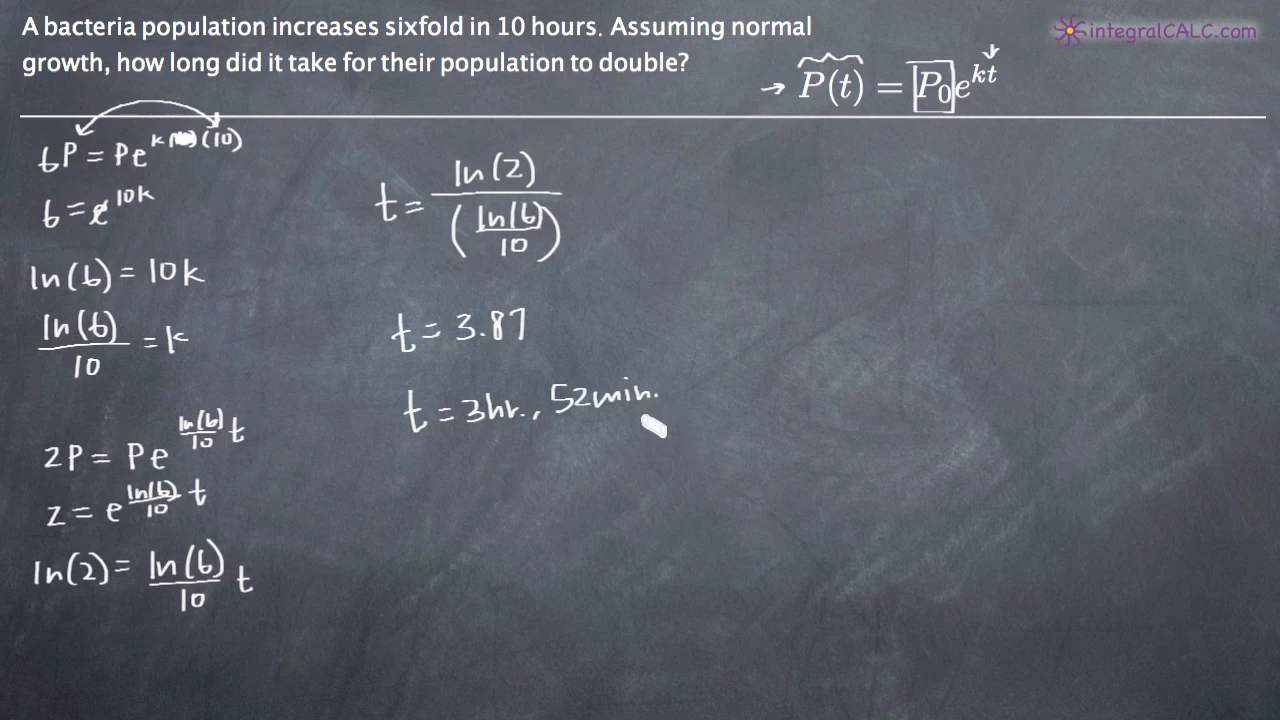 A bacteria population increases sixfold in 10 hours. Assuming normal
growth, how long did it take for their population to double?
integralCALC.com
→ P(t) = P₀e^{kt}
6P = Pe^{k(10)}
6 = e^{10k}
ln(6) = 10k
ln(6)/10 = k
2P = Pe^{ln(6)/10 t}
2 = e^{ln(6)/10 t}
ln(2) = ln(6)/10 t
t = ln(2)/(ln(6)/10)
t = 3.87
t = 3hr., 52min.